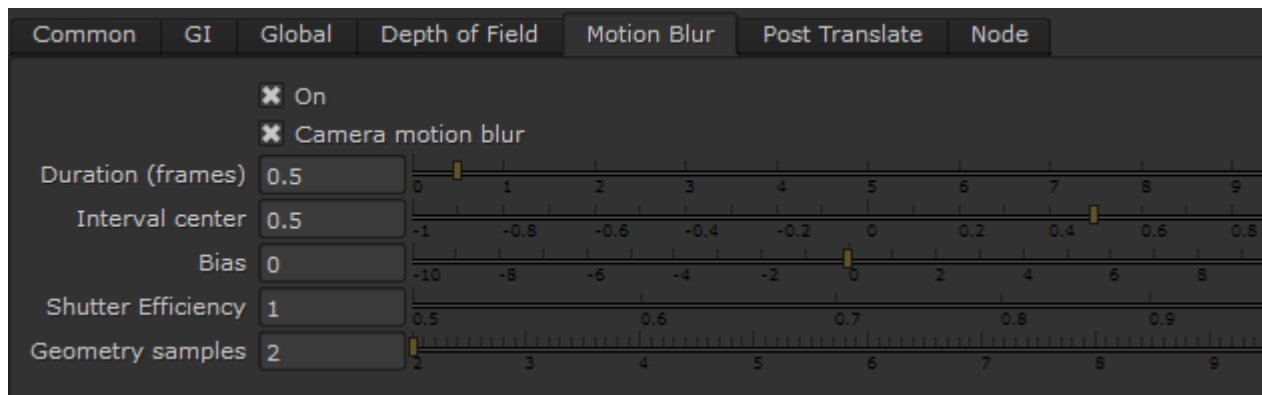 Common GI Global Depth of Field Motion Blur Post Translate Node
On
Camera motion blur
Duration (frames) 0.5
0 1 2 3 4 5 6 7 8 9
Interval center 0.5
-1 -0.8 -0.6 -0.4 -0.2 0 0.2 0.4 0.6 0.8
Bias 0
-10 -8 -6 -4 -2 0 2 4 6 8
Shutter Efficiency 1
0.5 0.6 0.7 0.8 0.9
Geometry samples 2
2 3 4 5 6 7 8 9